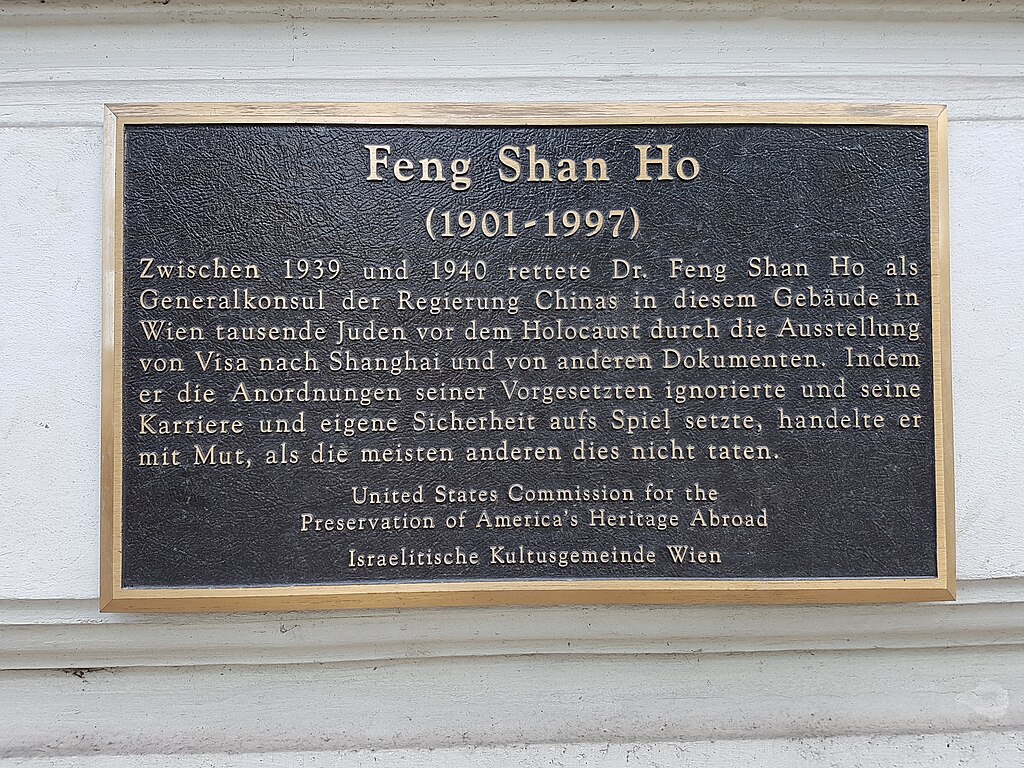 Feng Shan Ho
(1901-1997)
Zwischen 1939 und 1940 rettete Dr. Feng Shan Ho als
Generalkonsul der Regierung Chinas in diesem Gebäude in
Wien tausende Juden vor dem Holocaust durch die Ausstellung
von Visa nach Shanghai und von anderen Dokumenten. Indem
er die Anordnungen seiner Vorgesetzten ignorierte und seine
Karriere und eigene Sicherheit aufs Spiel setzte, handelte er
mit Mut, als die meisten anderen dies nicht taten.
United States Commission for the
Preservation of America's Heritage Abroad
Israelitische Kultusgemeinde Wien